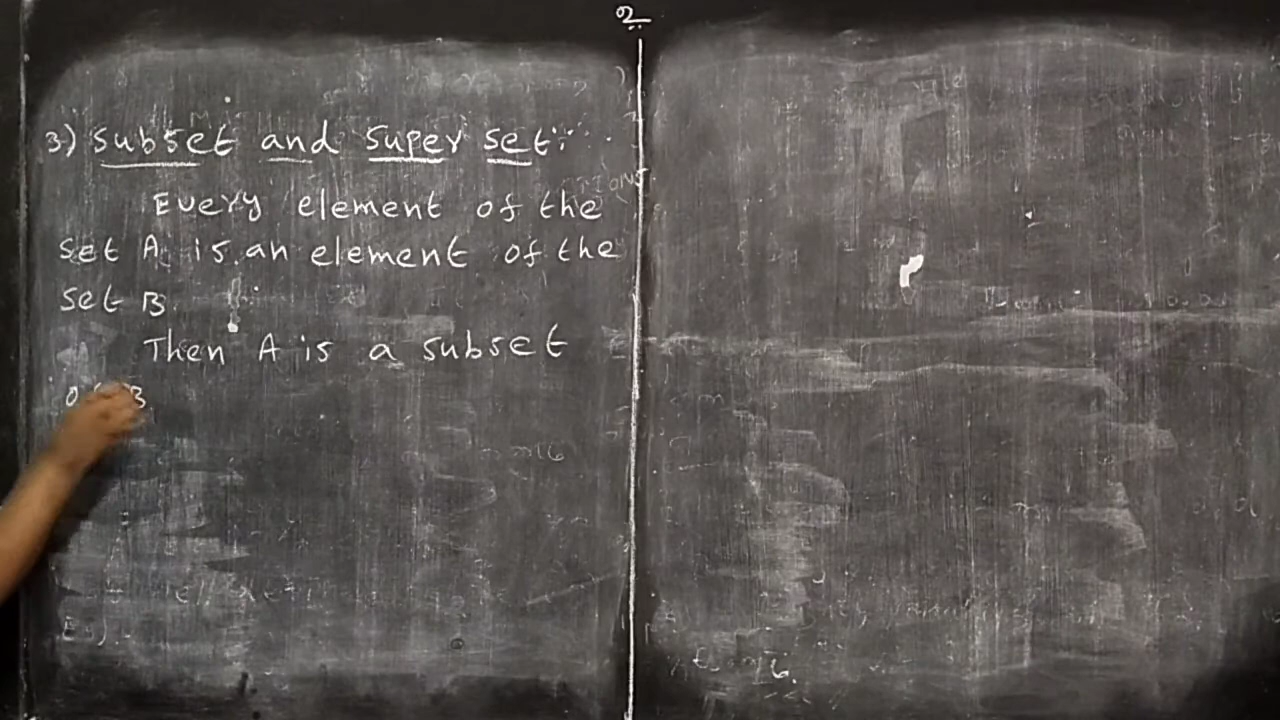 2
3) Subset and super set:
Every element of the
set A is an element of the
set B.
Then A is a subset
of B